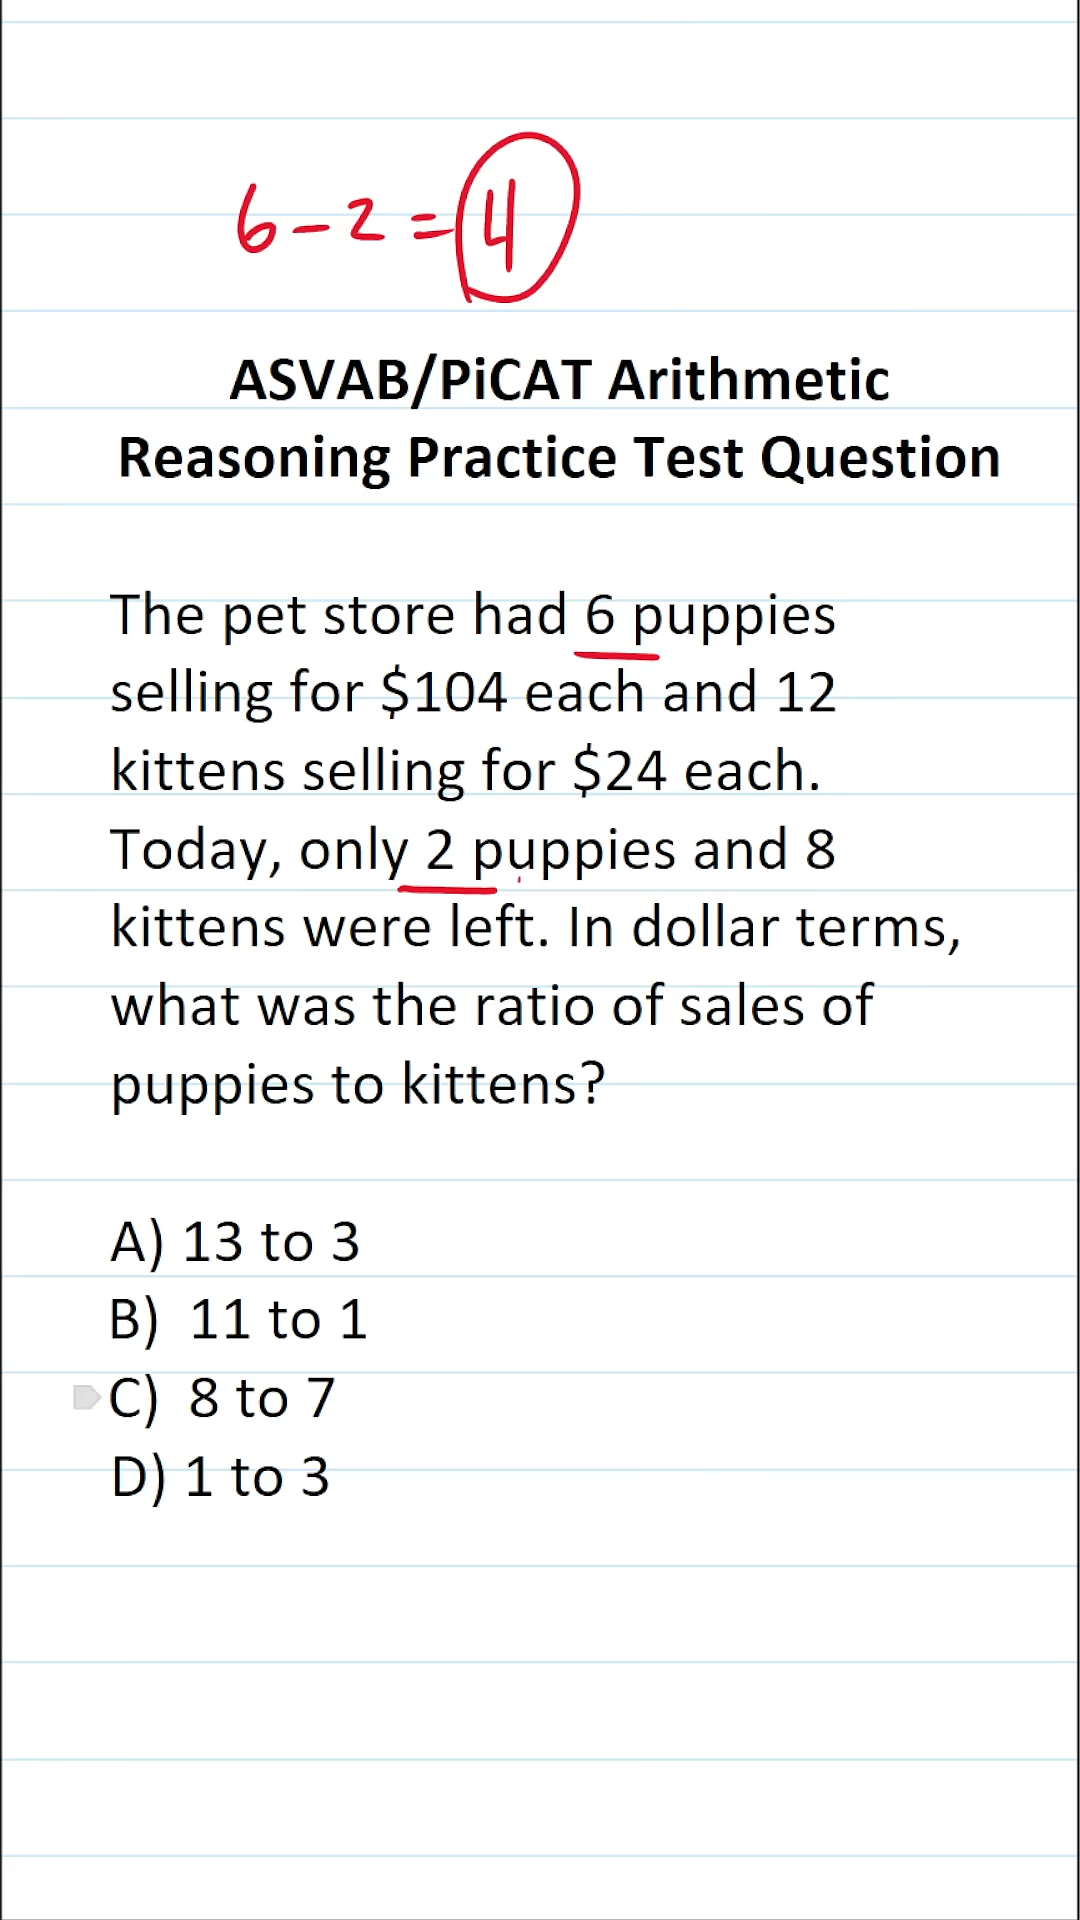 6 - 2 = 4
ASVAB/PiCAT Arithmetic
Reasoning Practice Test Question
The pet store had 6 puppies
selling for $104 each and 12
kittens selling for $24 each.
Today, only 2 puppies and 8
kittens were left. In dollar terms,
what was the ratio of sales of
puppies to kittens?
A) 13 to 3
B) 11 to 1
C) 8 to 7
D) 1 to 3